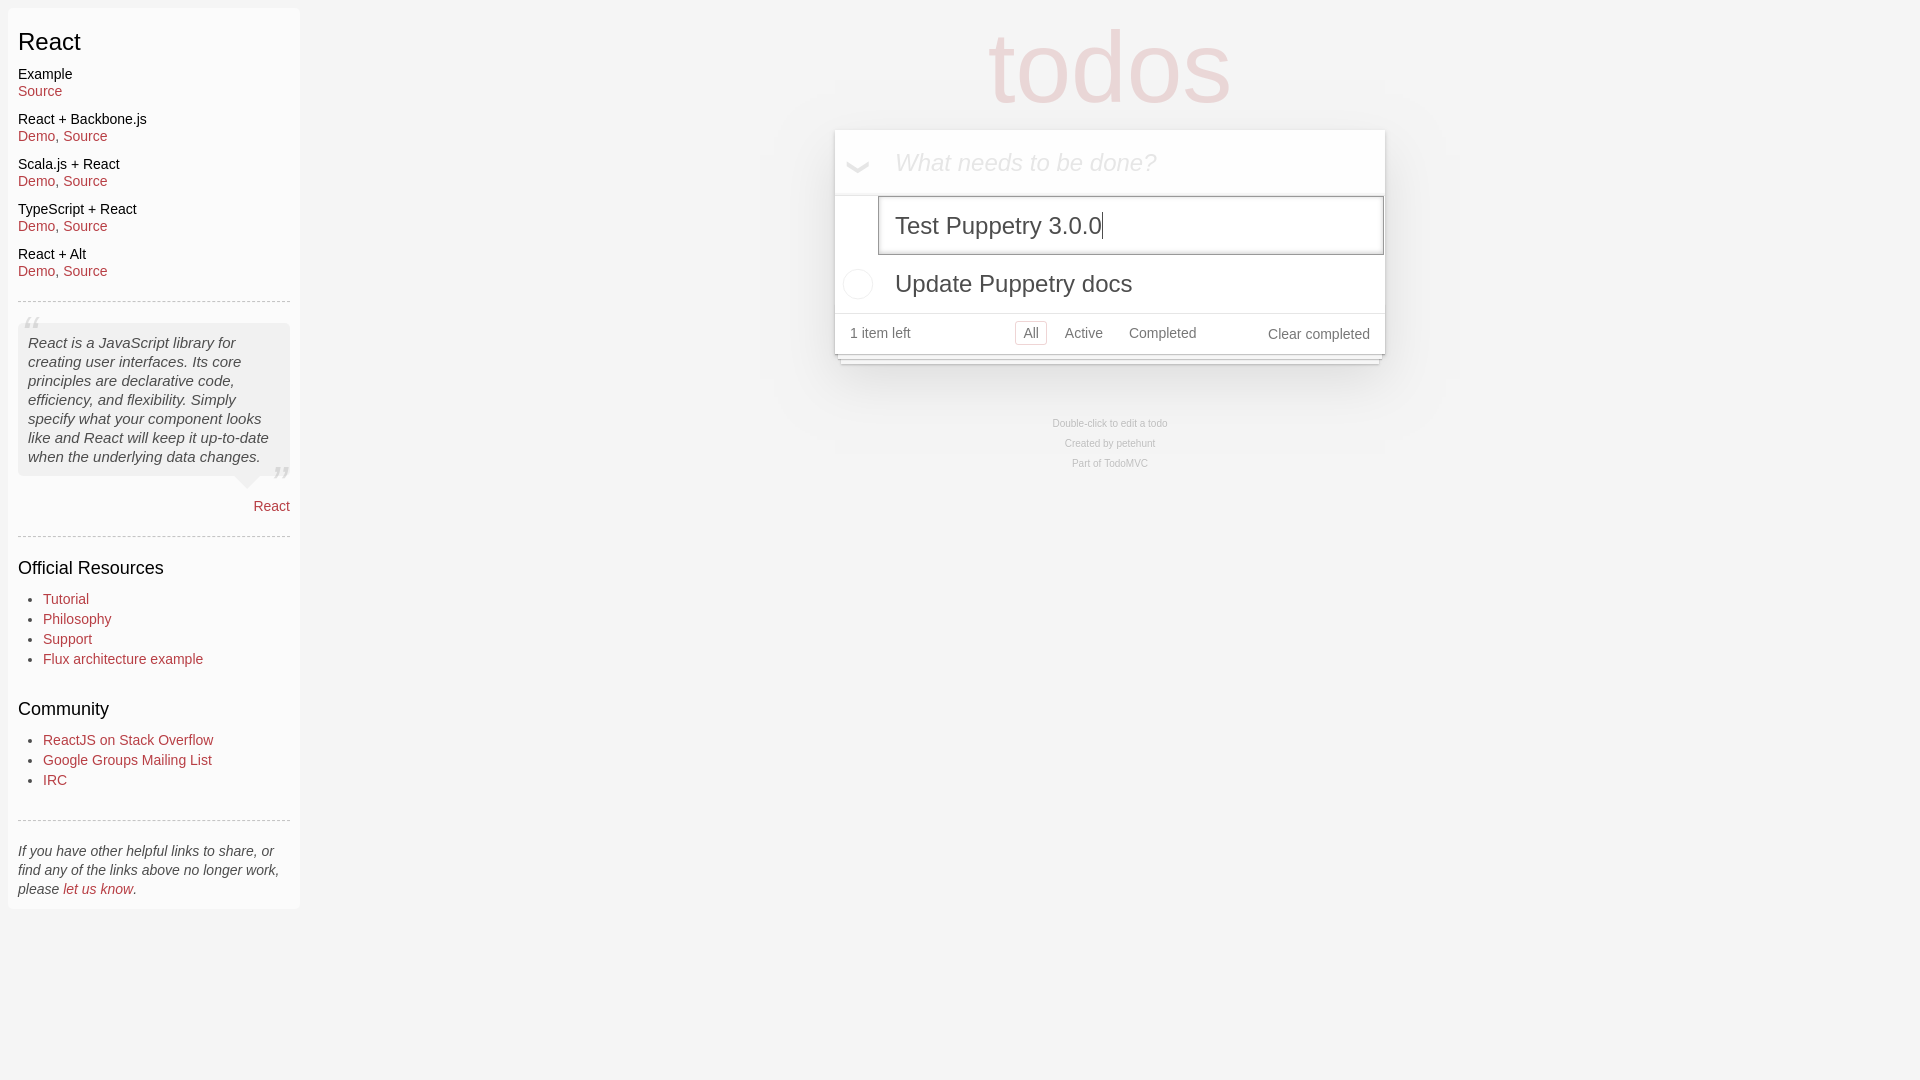 React
Example
Source
React + Backbone.js
Demo, Source
Scala.js + React
Demo, Source
TypeScript + React
Demo, Source
React + Alt
Demo, Source
“
React is a JavaScript library for
creating user interfaces. Its core
principles are declarative code,
efficiency, and flexibility. Simply
specify what your component looks
like and React will keep it up-to-date
when the underlying data changes.
”
React
Official Resources
Tutorial
Philosophy
Support
Flux architecture example
Community
ReactJS on Stack Overflow
Google Groups Mailing List
IRC
If you have other helpful links to share, or
find any of the links above no longer work,
please let us know.
todos
What needs to be done?
Test Puppetry 3.0.0
Update Puppetry docs
1 item left All Active Completed Clear completed
Double-click to edit a todo
Created by petehunt
Part of TodoMVC